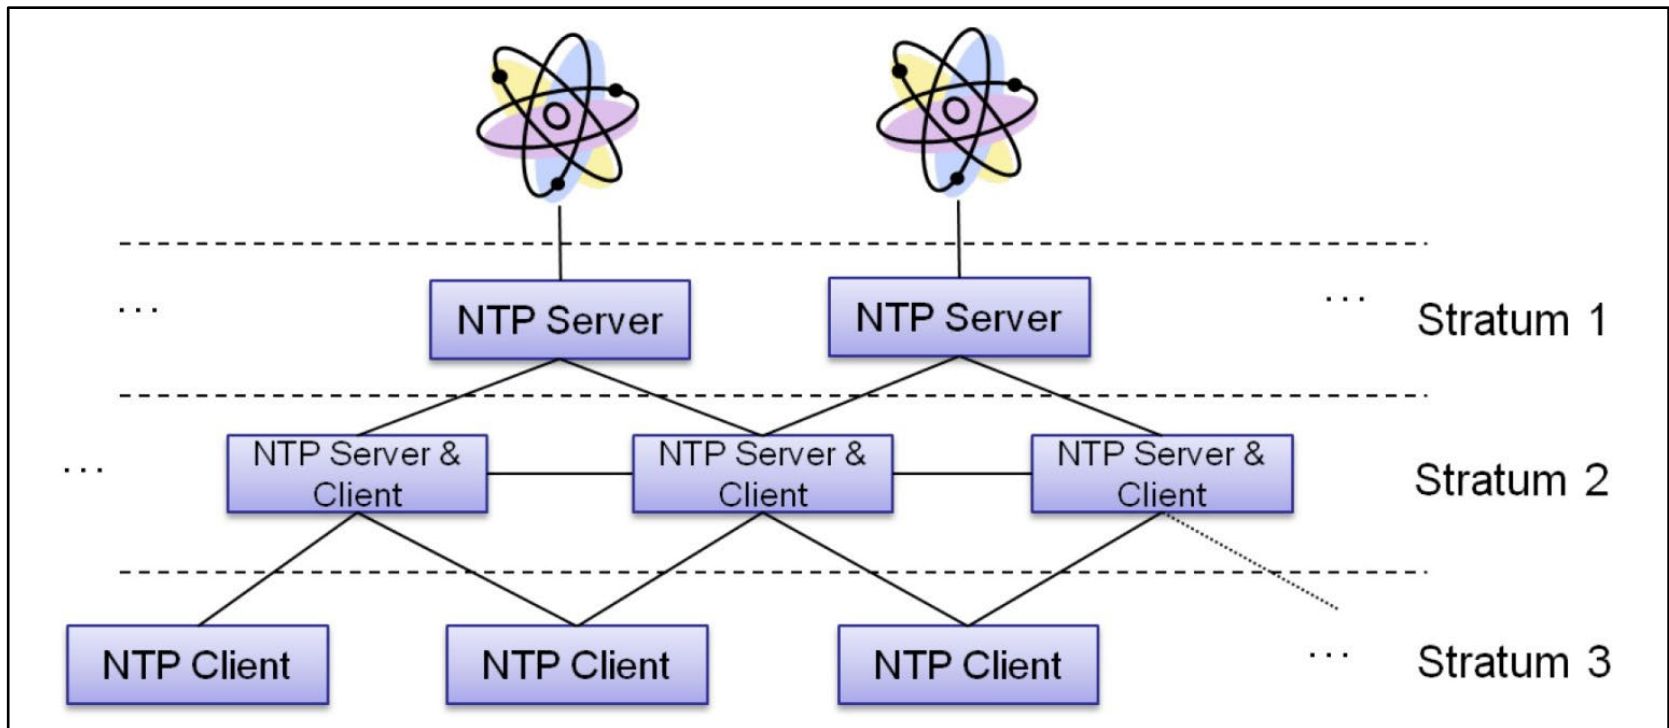 ... NTP Server NTP Server ... Stratum 1
... NTP Server & NTP Server & NTP Server & Stratum 2
Client Client Client
NTP Client NTP Client NTP Client ... Stratum 3